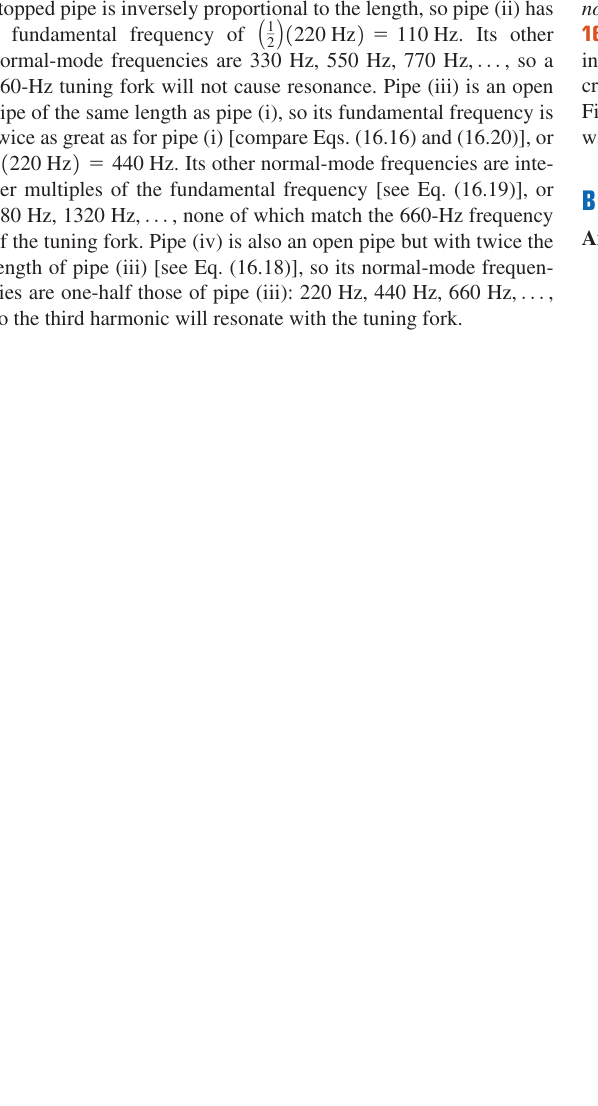 topped pipe is inversely proportional to the length, so pipe (ii) has
fundamental frequency of (1/2)(220 Hz) = 110 Hz. Its other
ormal-mode frequencies are 330 Hz, 550 Hz, 770 Hz, . . . , so a
60-Hz tuning fork will not cause resonance. Pipe (iii) is an open
ipe of the same length as pipe (i), so its fundamental frequency is
wice as great as for pipe (i) [compare Eqs. (16.16) and (16.20)], or
(220 Hz) = 440 Hz. Its other normal-mode frequencies are inte-
er multiples of the fundamental frequency [see Eq. (16.19)], or
80 Hz, 1320 Hz, . . . , none of which match the 660-Hz frequency
f the tuning fork. Pipe (iv) is also an open pipe but with twice the
ength of pipe (iii) [see Eq. (16.18)], so its normal-mode frequen-
ies are one-half those of pipe (iii): 220 Hz, 440 Hz, 660 Hz, . . . ,
o the third harmonic will resonate with the tuning fork.
no
16
in
cr
Fi
w
B